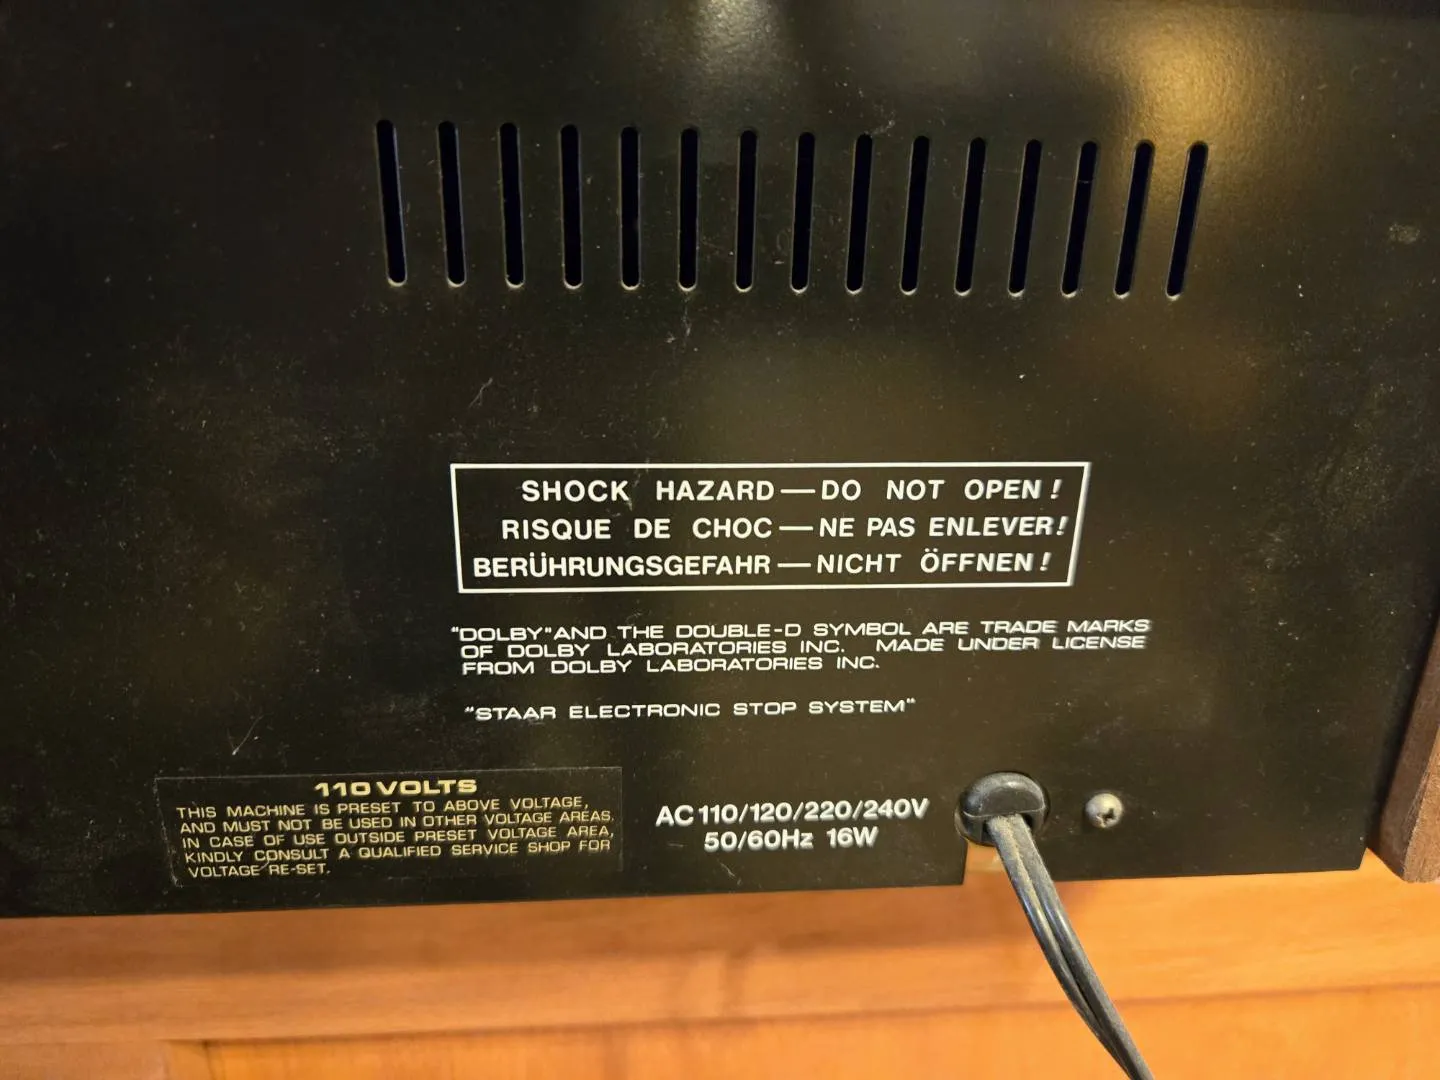 SHOCK HAZARD — DO NOT OPEN !
RISQUE DE CHOC — NE PAS ENLEVER!
BERÜHRUNGSGEFAHR — NICHT ÖFFNEN !
"DOLBY" AND THE DOUBLE-D SYMBOL ARE TRADE MARKS
OF DOLBY LABORATORIES INC. MADE UNDER LICENSE
FROM DOLBY LABORATORIES INC.
"STAAR ELECTRONIC STOP SYSTEM"
110 VOLTS
THIS MACHINE IS PRESET TO ABOVE VOLTAGE,
AND MUST NOT BE USED IN OTHER VOLTAGE AREAS.
IN CASE OF USE OUTSIDE PRESET VOLTAGE AREA,
KINDLY CONSULT A QUALIFIED SERVICE SHOP FOR
VOLTAGE RE-SET.
AC 110/120/220/240V
50/60Hz 16W